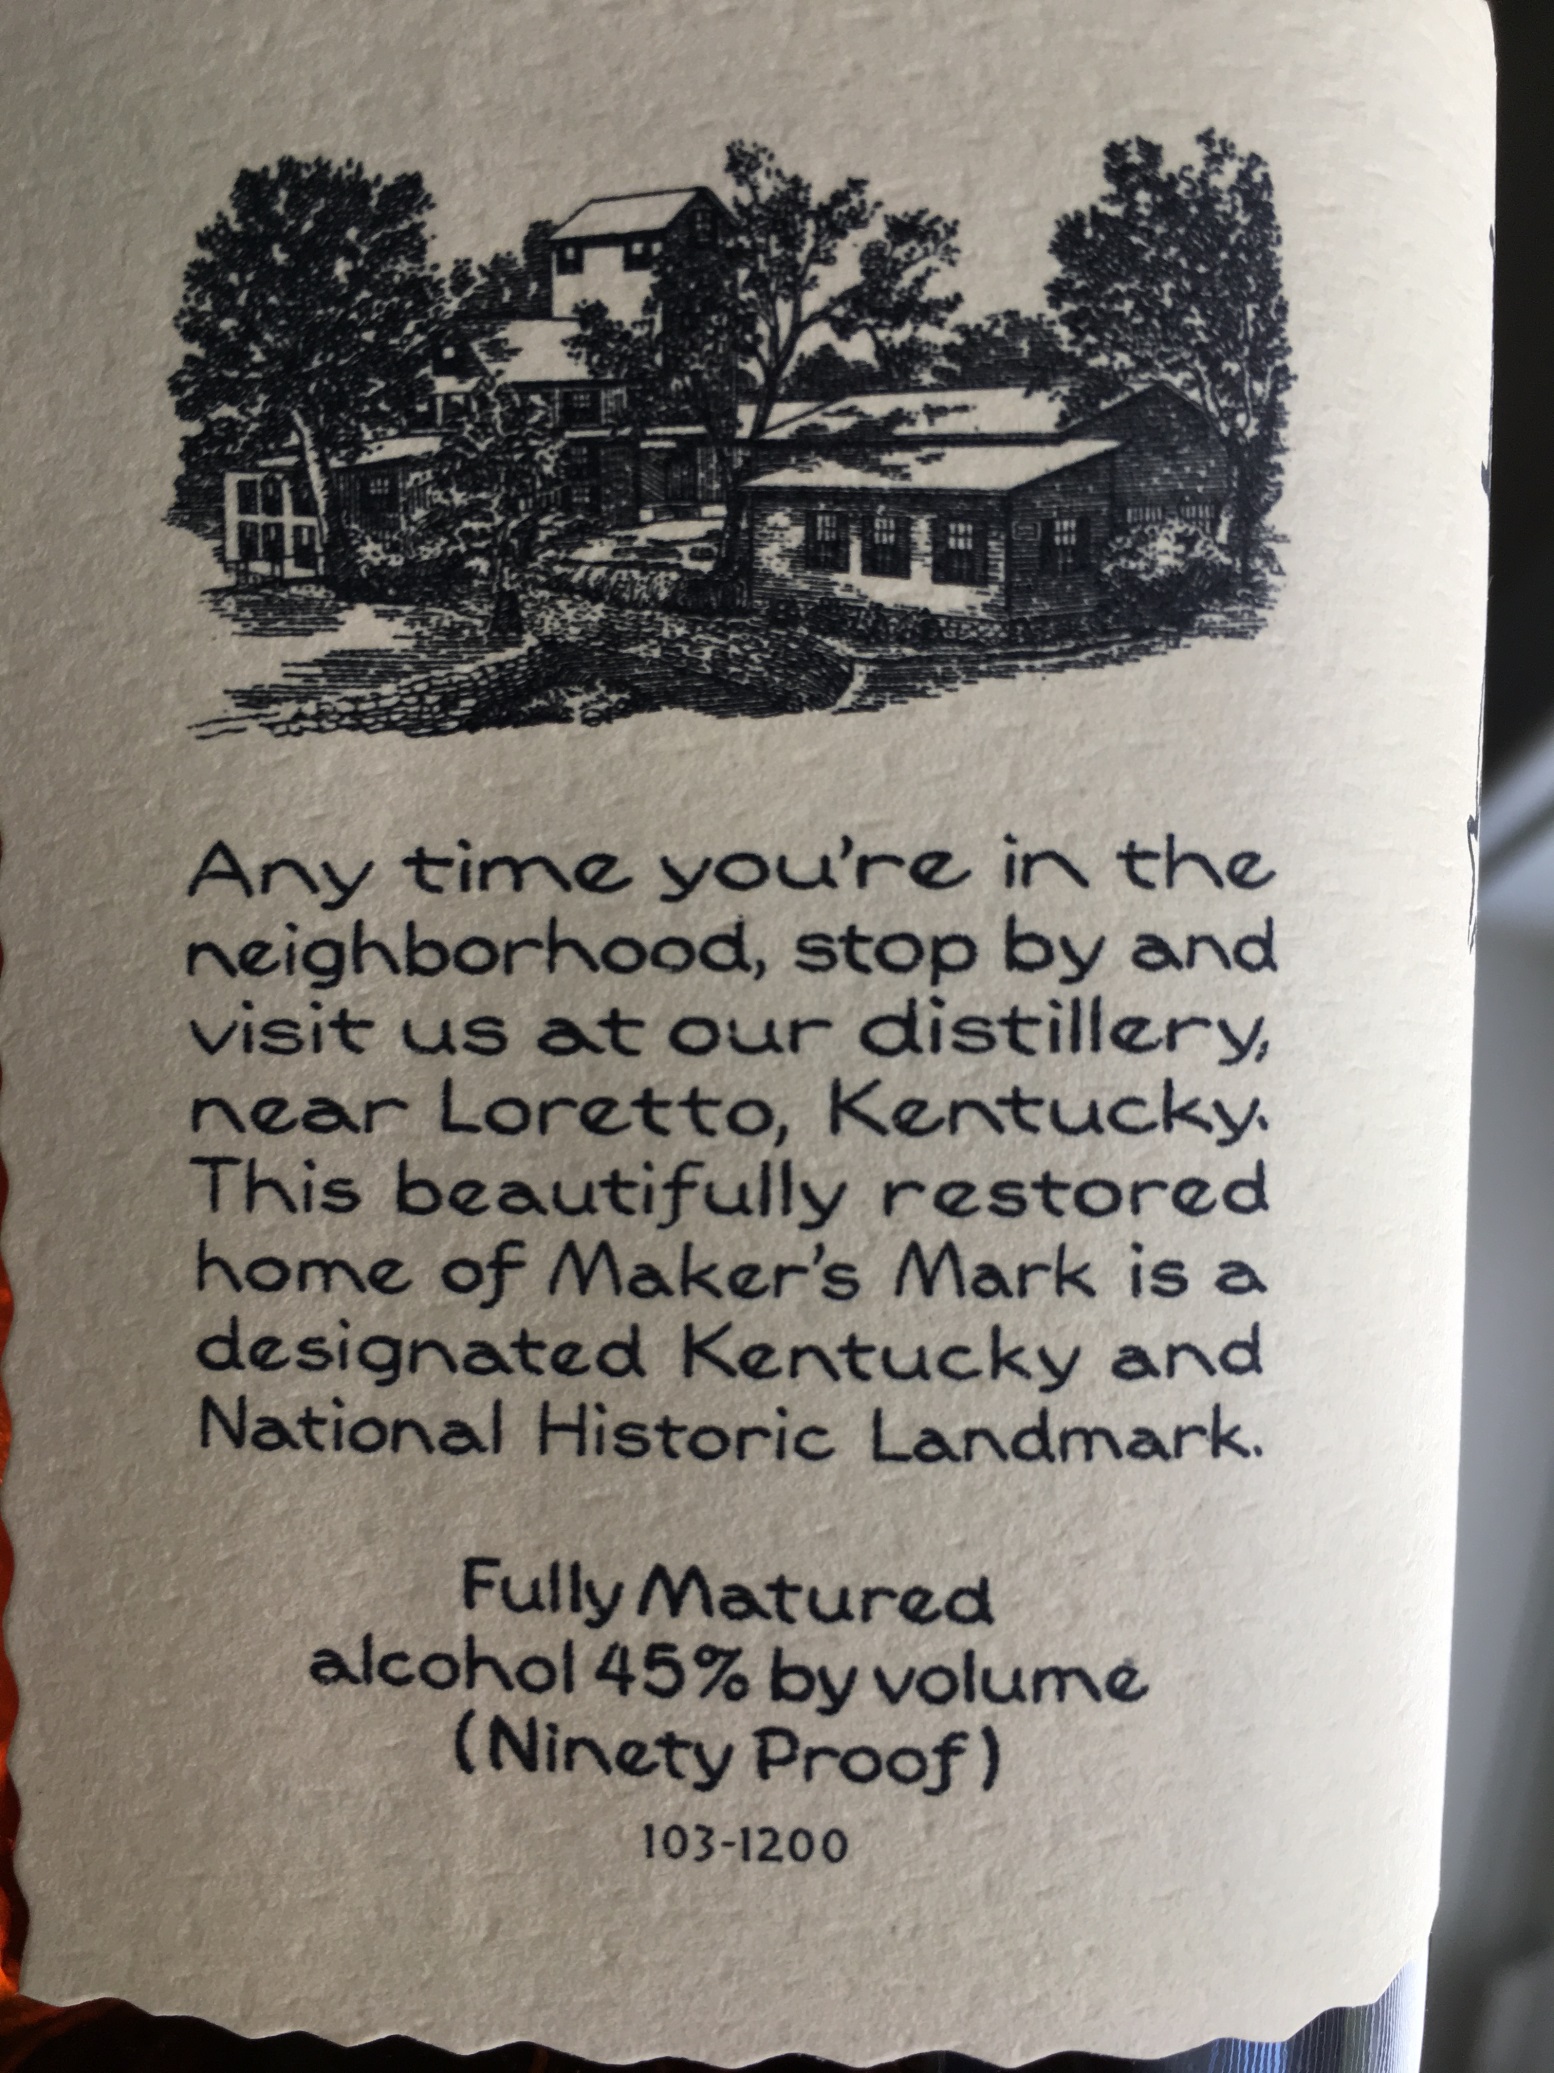 Any time you're in the
neighborhood, stop by and
visit us at our distillery,
near Loretto, Kentucky.
This beautifully restored
home of Maker's Mark is a
designated Kentucky and
National Historic Landmark.
Fully Matured
alcohol 45% by volume
(Ninety Proof)
103-1200